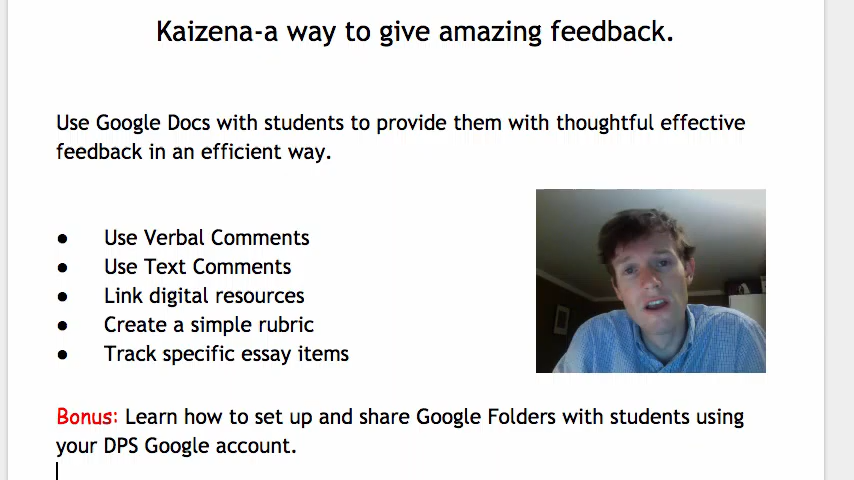 Kaizena-a way to give amazing feedback.
Use Google Docs with students to provide them with thoughtful effective
feedback in an efficient way.
● Use Verbal Comments
● Use Text Comments
● Link digital resources
● Create a simple rubric
● Track specific essay items
Bonus: Learn how to set up and share Google Folders with students using
your DPS Google account.